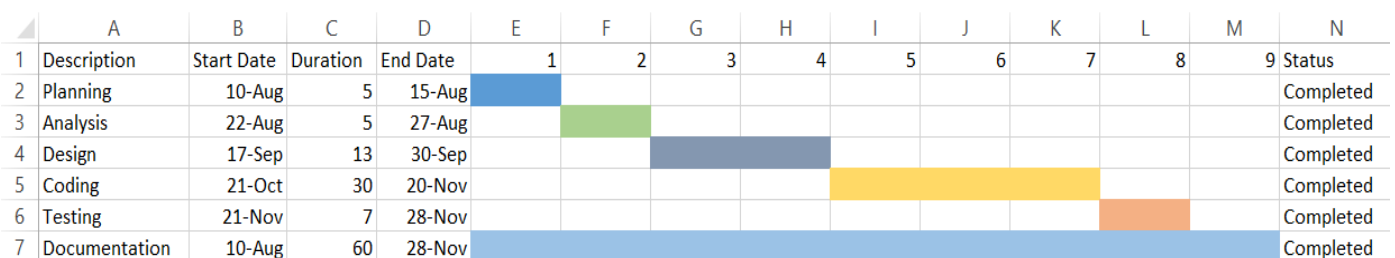 A B C D E F G H I J K L M N
1 Description Start Date Duration End Date 1 2 3 4 5 6 7 8 9 Status
2 Planning 10-Aug 5 15-Aug Completed
3 Analysis 22-Aug 5 27-Aug Completed
4 Design 17-Sep 13 30-Sep Completed
5 Coding 21-Oct 30 20-Nov Completed
6 Testing 21-Nov 7 28-Nov Completed
7 Documentation 10-Aug 60 28-Nov Completed